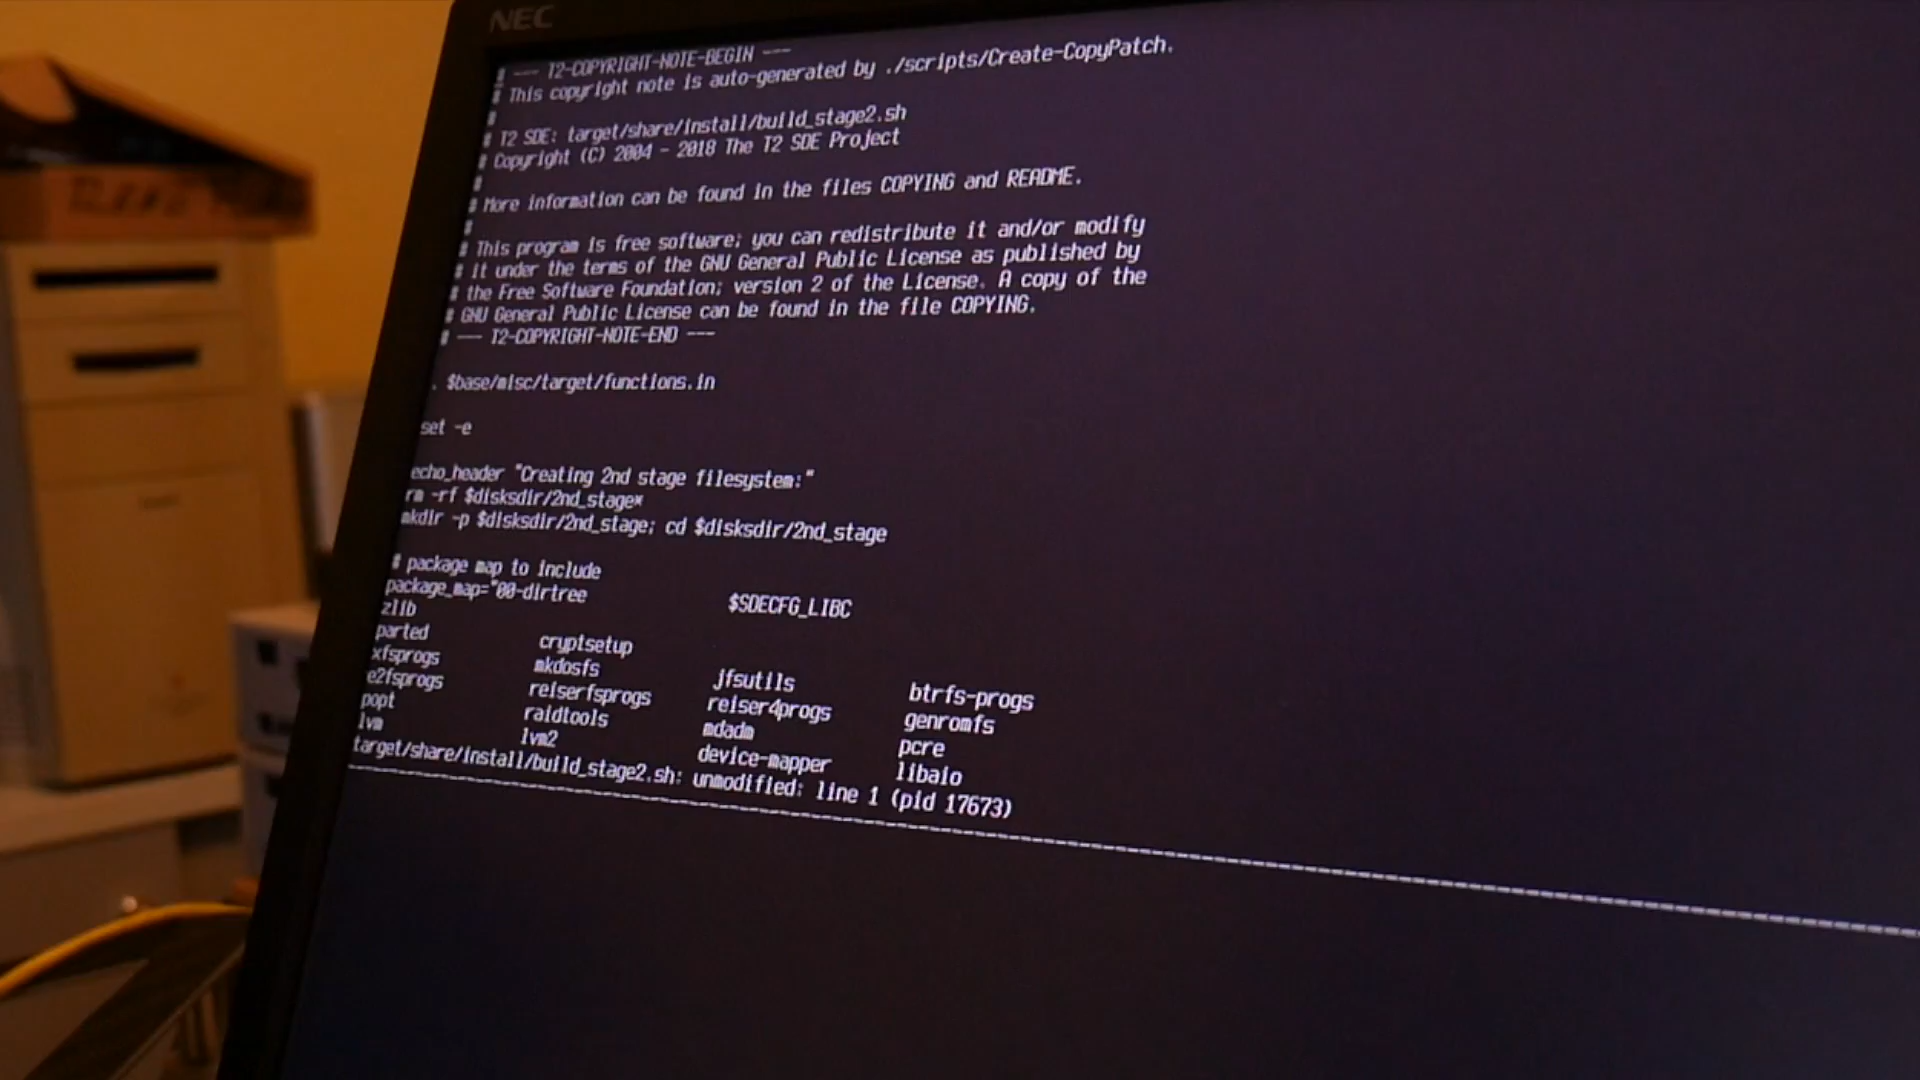 NEC
# --- T2-COPYRIGHT-NOTE-BEGIN ---
# This copyright note is auto-generated by ./scripts/Create-CopyPatch.
#
# T2 SDE: target/share/install/build_stage2.sh
# Copyright (C) 2004 - 2018 The T2 SDE Project
#
# More information can be found in the files COPYING and README.
#
# This program is free software; you can redistribute it and/or modify
# it under the terms of the GNU General Public License as published by
# the Free Software Foundation; version 2 of the License. A copy of the
# GNU General Public License can be found in the file COPYING.
# --- T2-COPYRIGHT-NOTE-END ---
. $base/misc/target/functions.in
set -e
echo_header "Creating 2nd stage filesystem:"
rm -rf $disksdir/2nd_stage*
mkdir -p $disksdir/2nd_stage; cd $disksdir/2nd_stage
# package map to include
package_map="00-dirtree $SDECFG_LIBC
zlib
parted cryptsetup
xfsprogs mkdosfs jfsutils btrfs-progs
e2fsprogs reiserfsprogs reiser4progs genromfs
popt raidtools mdadm pcre
lvm lvm2 device-mapper libaio
target/share/install/build_stage2.sh: unmodified: line 1 (pid 17673)